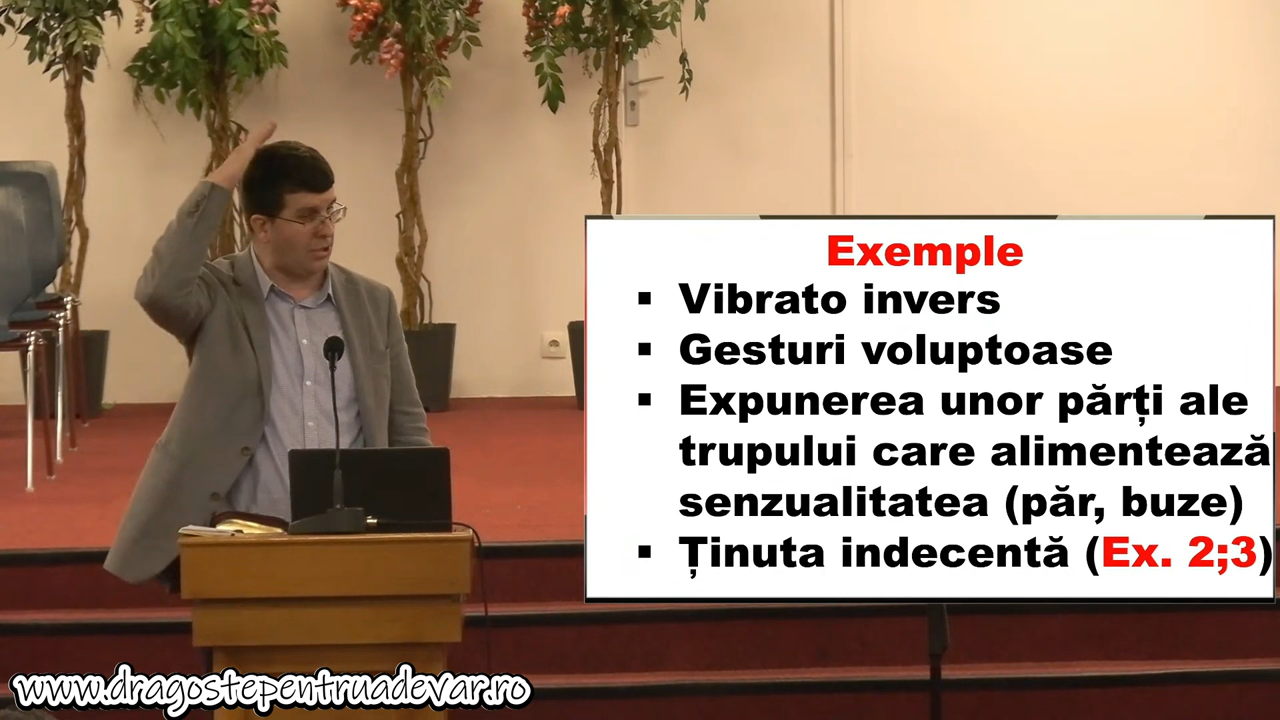 Exemple
▪ Vibrato invers
▪ Gesturi voluptoase
▪ Expunerea unor părți ale
trupului care alimentează
senzualitatea (păr, buze)
▪ Ținuta indecentă (Ex. 2;3)
www.dragostepentruadevar.ro